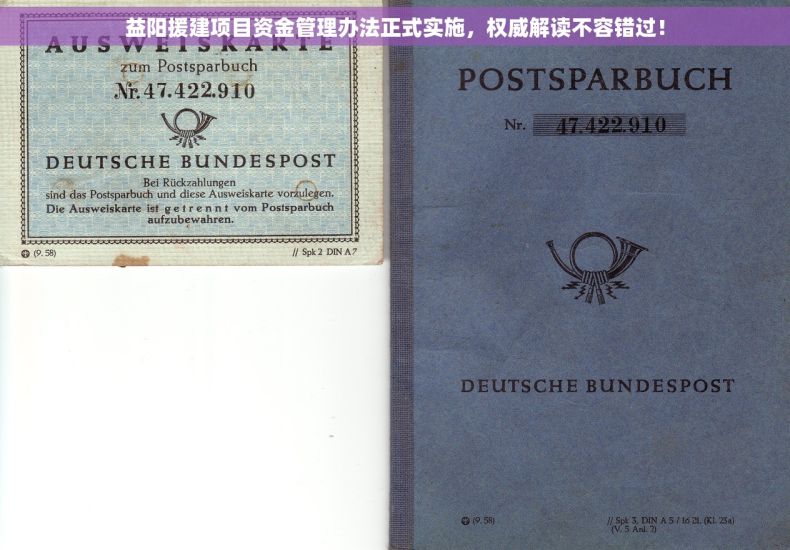 益阳援建项目资金管理办法正式实施，权威解读不容错过！
AUSWEISKARTE
zum Postsparbuch
Nr. 47.422.910
DEUTSCHE BUNDESPOST
Bei Rückzahlungen
sind das Postsparbuch und diese Ausweiskarte vorzulegen.
Die Ausweiskarte ist getrennt vom Postsparbuch
aufzubewahren.
(9.58)
// Spk 2 DIN A 7
POSTSPARBUCH
Nr. 47.422.910
DEUTSCHE BUNDESPOST
(9.58)
// Spk 3, DIN A 5 / 16 Bl. (Kl. 23a)
(V. 5 Anl. 2)